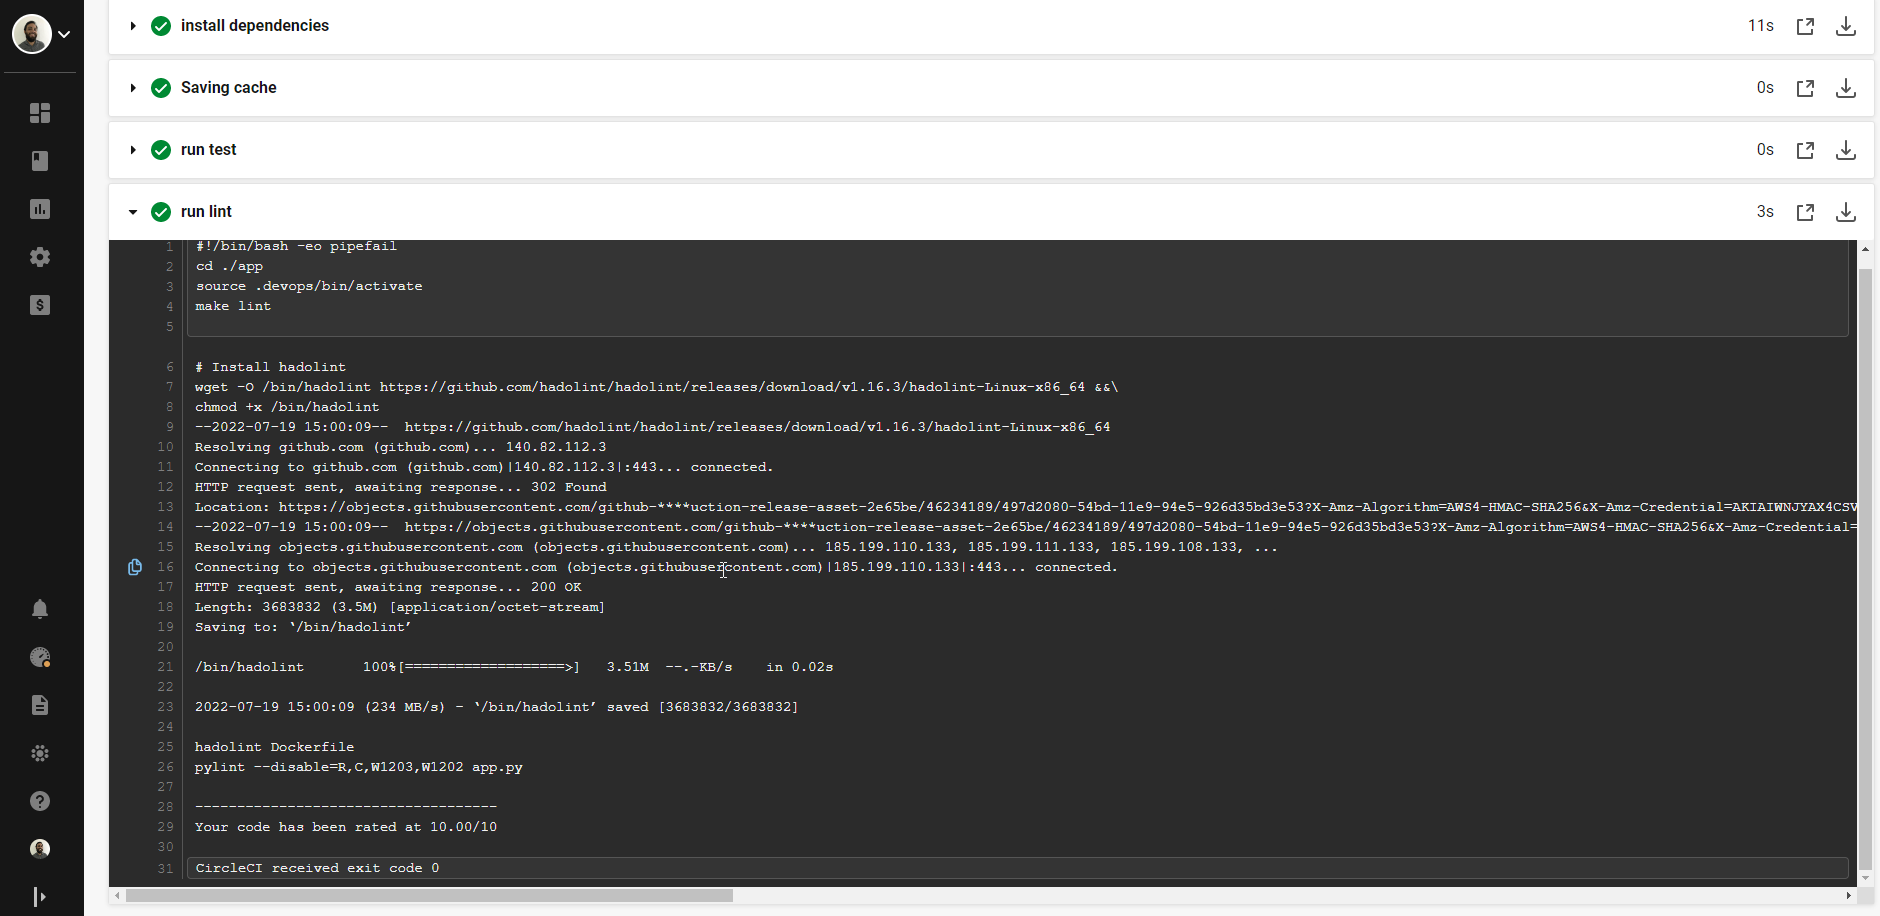 install dependencies 11s
Saving cache 0s
run test 0s
run lint 3s
1 #!/bin/bash -eo pipefail
2 cd ./app
3 source .devops/bin/activate
4 make lint
5
6 # Install hadolint
7 wget -O /bin/hadolint https://github.com/hadolint/hadolint/releases/download/v1.16.3/hadolint-Linux-x86_64 &&\
8 chmod +x /bin/hadolint
9 --2022-07-19 15:00:09--  https://github.com/hadolint/hadolint/releases/download/v1.16.3/hadolint-Linux-x86_64
10 Resolving github.com (github.com)... 140.82.112.3
11 Connecting to github.com (github.com)|140.82.112.3|:443... connected.
12 HTTP request sent, awaiting response... 302 Found
13 Location: https://objects.githubusercontent.com/github-****uction-release-asset-2e65be/46234189/497d2080-54bd-11e9-94e5-926d35bd3e53?X-Amz-Algorithm=AWS4-HMAC-SHA256&X-Amz-Credential=AKIAIWNJYAX4CSV
14 --2022-07-19 15:00:09--  https://objects.githubusercontent.com/github-****uction-release-asset-2e65be/46234189/497d2080-54bd-11e9-94e5-926d35bd3e53?X-Amz-Algorithm=AWS4-HMAC-SHA256&X-Amz-Credential=
15 Resolving objects.githubusercontent.com (objects.githubusercontent.com)... 185.199.110.133, 185.199.111.133, 185.199.108.133, ...
16 Connecting to objects.githubusercontent.com (objects.githubusercontent.com)|185.199.110.133|:443... connected.
17 HTTP request sent, awaiting response... 200 OK
18 Length: 3683832 (3.5M) [application/octet-stream]
19 Saving to: ‘/bin/hadolint’
20
21 /bin/hadolint       100%[===================>]   3.51M  --.-KB/s    in 0.02s
22
23 2022-07-19 15:00:09 (234 MB/s) - ‘/bin/hadolint’ saved [3683832/3683832]
24
25 hadolint Dockerfile
26 pylint --disable=R,C,W1203,W1202 app.py
27
28 ------------------------------------
29 Your code has been rated at 10.00/10
30
31 CircleCI received exit code 0